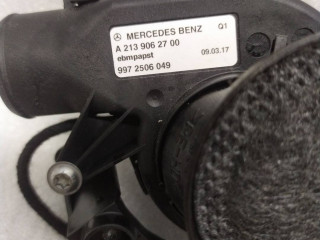 MERCEDES BENZ Q1
A 213 906 27 00
ebmpapst 09.03.17
997 2506 049